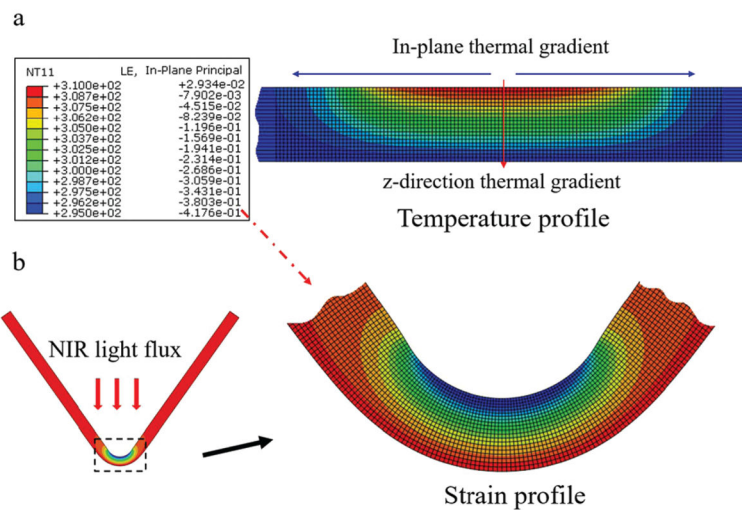 a
NT11 LE, In-Plane Principal
+3.100e+02 +2.934e-02
+3.087e+02 -7.902e-03
+3.075e+02 -4.515e-02
+3.062e+02 -8.239e-02
+3.050e+02 -1.196e-01
+3.037e+02 -1.569e-01
+3.025e+02 -1.941e-01
+3.012e+02 -2.314e-01
+3.000e+02 -2.686e-01
+2.987e+02 -3.059e-01
+2.975e+02 -3.431e-01
+2.962e+02 -3.803e-01
+2.950e+02 -4.176e-01
In-plane thermal gradient
z-direction thermal gradient
Temperature profile
b
NIR light flux
Strain profile